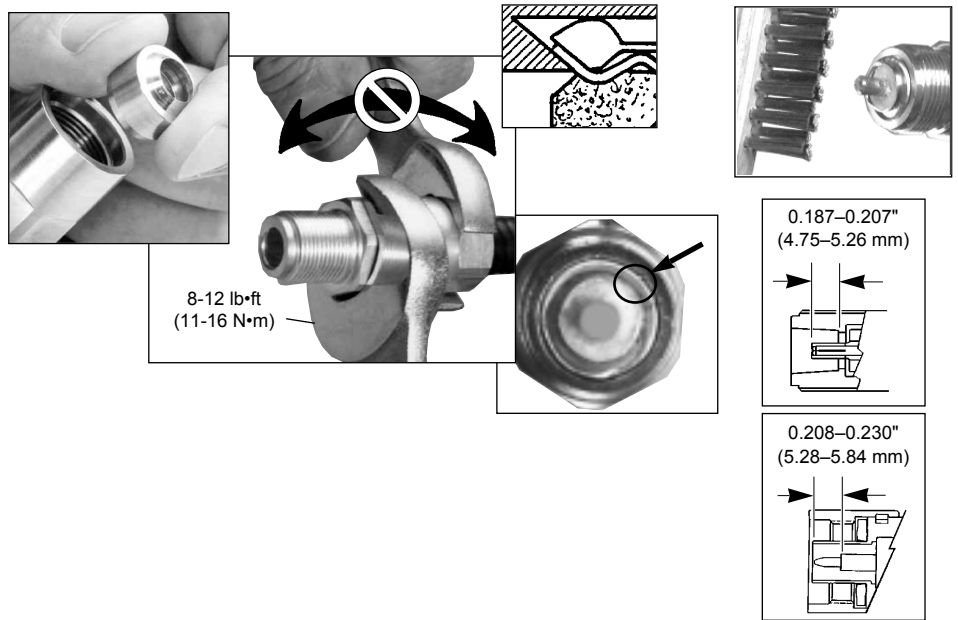 8-12 lb•ft
(11-16 N•m)
0.187–0.207"
(4.75–5.26 mm)
0.208–0.230"
(5.28–5.84 mm)